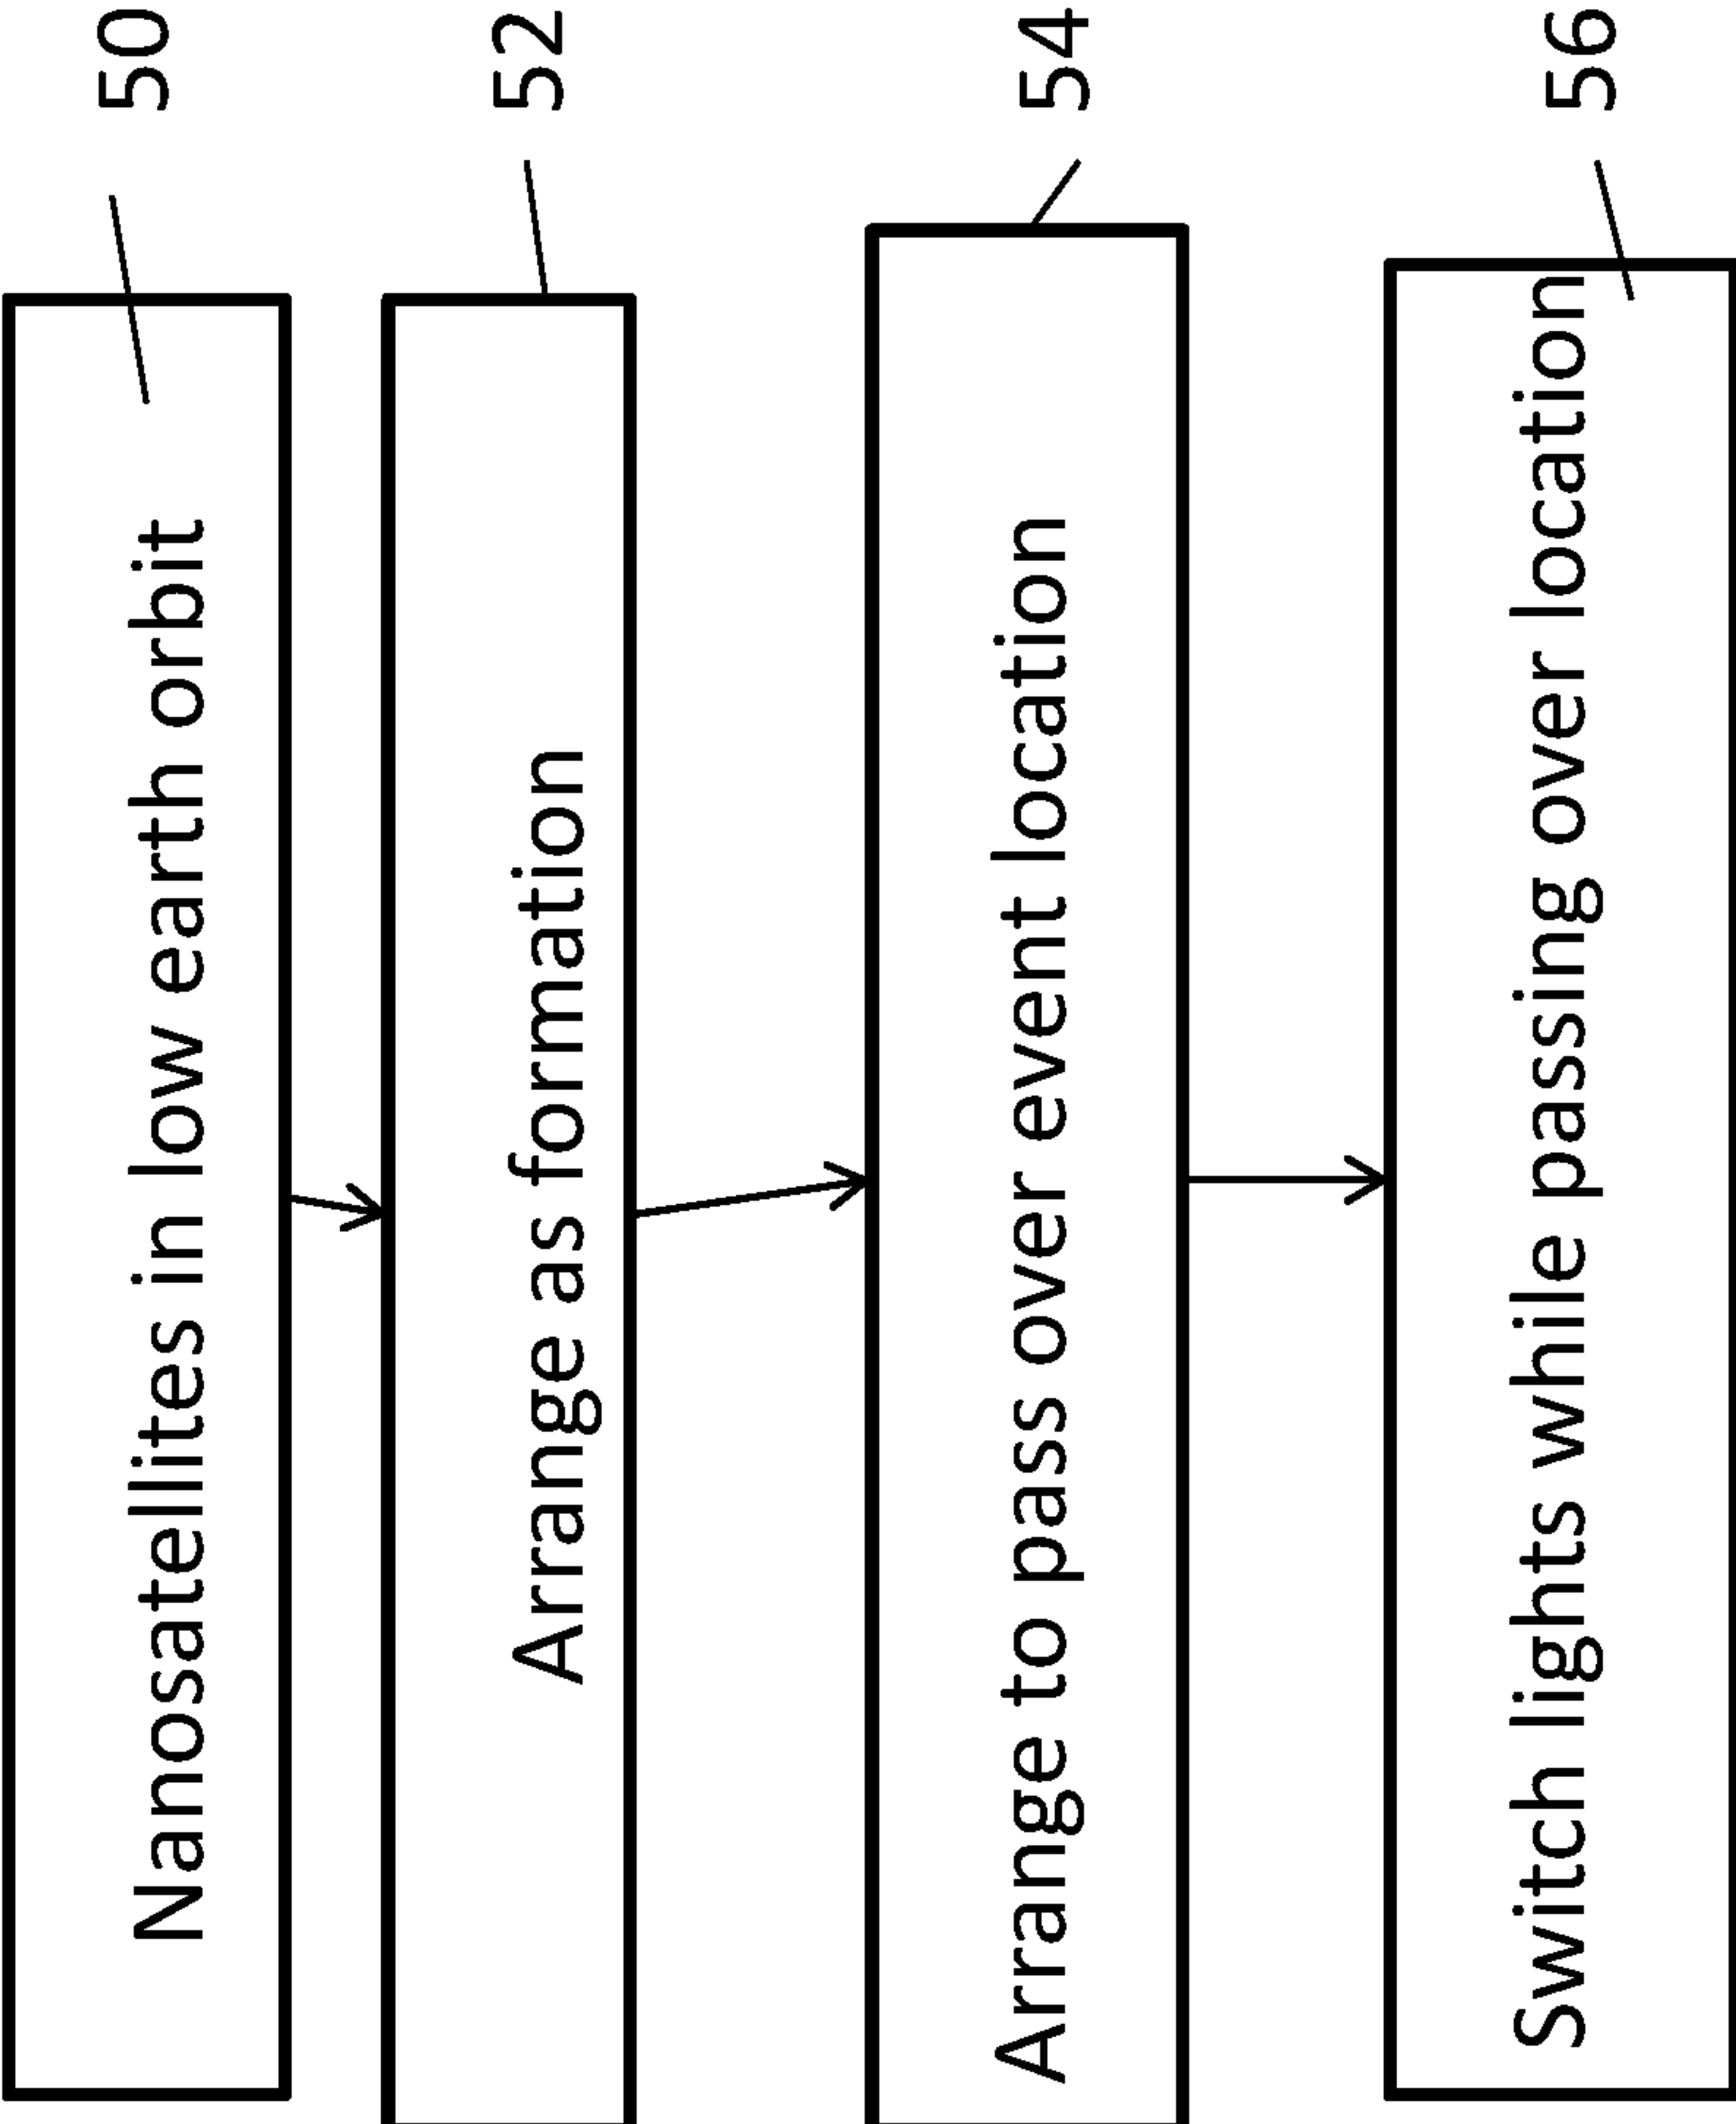 Nanosatellites in low earth orbit
50
Arrange as formation
52
Arrange to pass over event location
54
Switch lights while passing over location
56